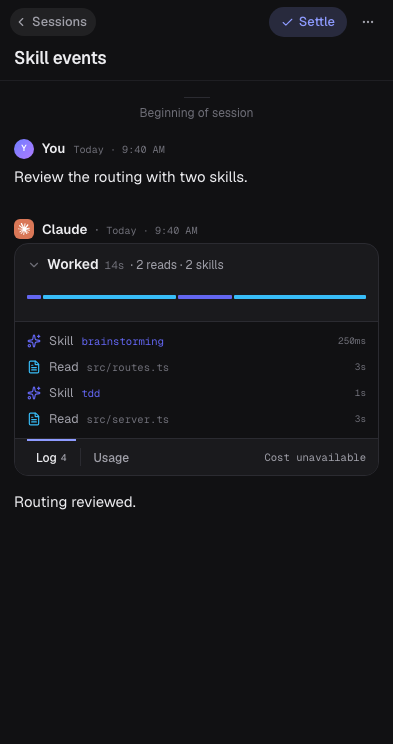 Sessions
Settle
Skill events
Beginning of session
Y You Today · 9:40 AM
Review the routing with two skills.
Claude · Today · 9:40 AM
Worked 14s · 2 reads · 2 skills
Skill brainstorming 250ms
Read src/routes.ts 3s
Skill tdd 1s
Read src/server.ts 3s
Log 4 Usage Cost unavailable
Routing reviewed.